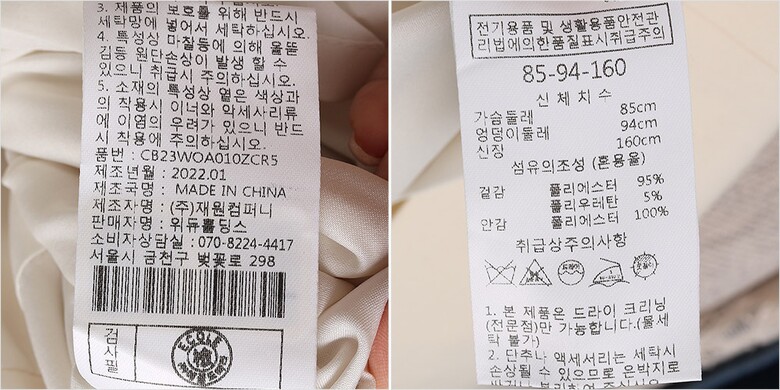 3. 제품의 보호를 위해 반드시
세탁망에 넣어서 세탁하십시오.
4. 특성상 마찰등에 의해 올뜯
김등 원단손상이 발생 할 수
있으니 취급시 주의하십시오.
5. 소재의 특성상 옅은 색상과
의 착용시 이너와 악세사리류
에 이염의 우려가 있으니 반드
시 착용에 주의하십시오.
품번 : CB23WOA010ZCR5
제조년월 : 2022.01
제조국명 : MADE IN CHINA
제조자명 : (주)재원컴퍼니
판매자명 : 위듀홀딩스
소비자상담실 : 070-8224-4417
서울시 금천구 벚꽃로 298
검사필
ECOLE
전기용품 및 생활용품안전관
리법에의한품질표시취급주의
85-94-160
신체치수
가슴둘레 85cm
엉덩이둘레 94cm
신장 160cm
섬유의조성 (혼용율)
겉감 폴리에스터 95%
폴리우레탄 5%
안감 폴리에스터 100%
취급상주의사항
1. 본 제품은 드라이 크리닝
(전문점)만 가능합니다.(물세
탁 불가)
2. 단추나 액세서리는 세탁시
손상될 수 있으므로 은박지로